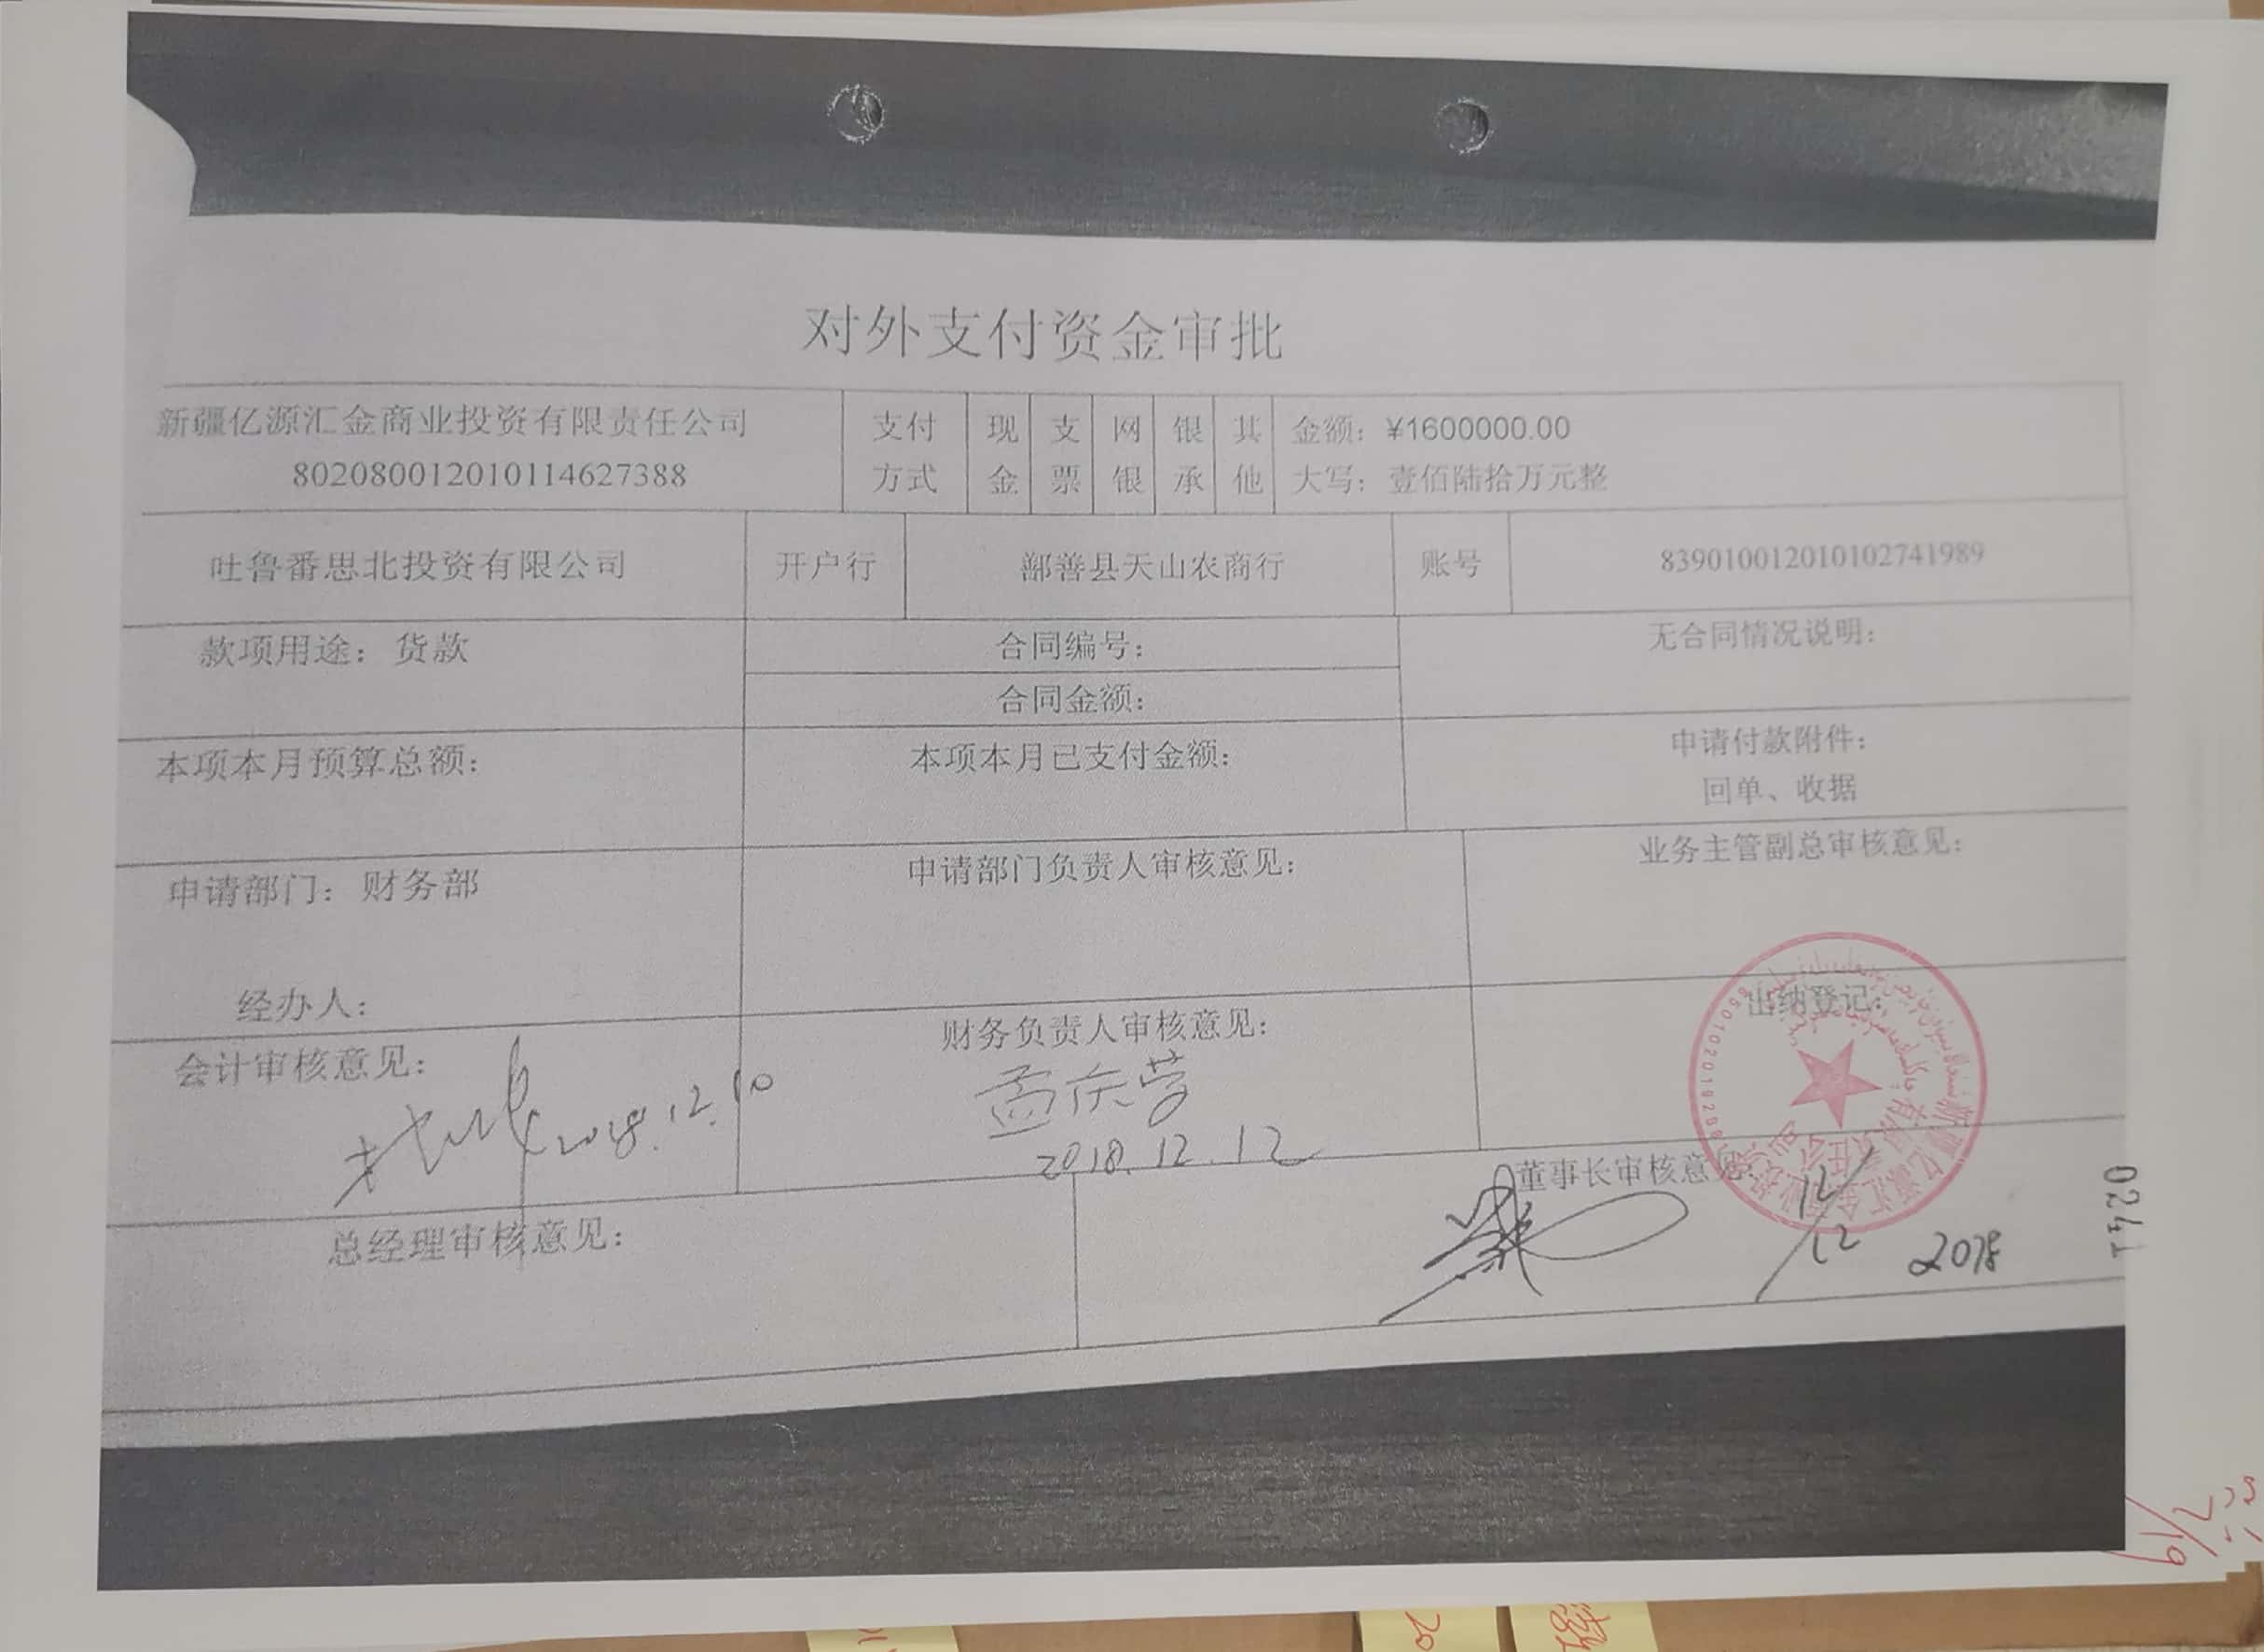 对外支付资金审批
新疆亿源汇金商业投资有限责任公司
802080012010114627388
支付方式
现金
支票
网银
银承
其他
金额：¥1600000.00
大写：壹佰陆拾万元整
吐鲁番思北投资有限公司
开户行
鄯善县天山农商行
账号
839010012010102741989
款项用途：货款
合同编号：
合同金额：
无合同情况说明：
本项本月预算总额：
本项本月已支付金额：
申请付款附件：
回单、收据
申请部门：财务部
经办人：
申请部门负责人审核意见：
业务主管副总审核意见：
会计审核意见：
2018.12.10
财务负责人审核意见：
孟庆营
2018.12.12
出纳登记：
总经理审核意见：
董事长审核意见：
12/12 2018
02421
7/19
20